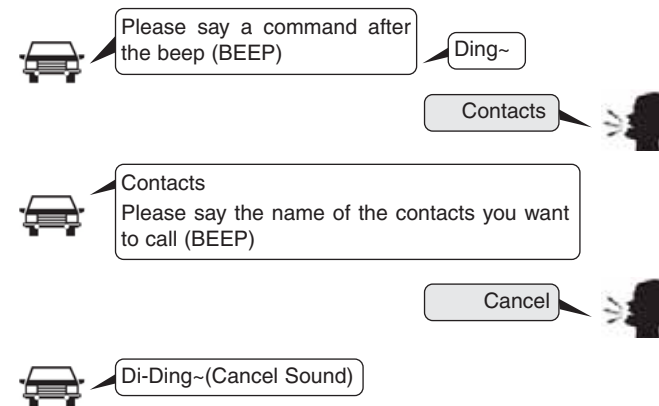 Please say a command after
the beep (BEEP)
Ding~
Contacts
Contacts
Please say the name of the contacts you want
to call (BEEP)
Cancel
Di-Ding~(Cancel Sound)